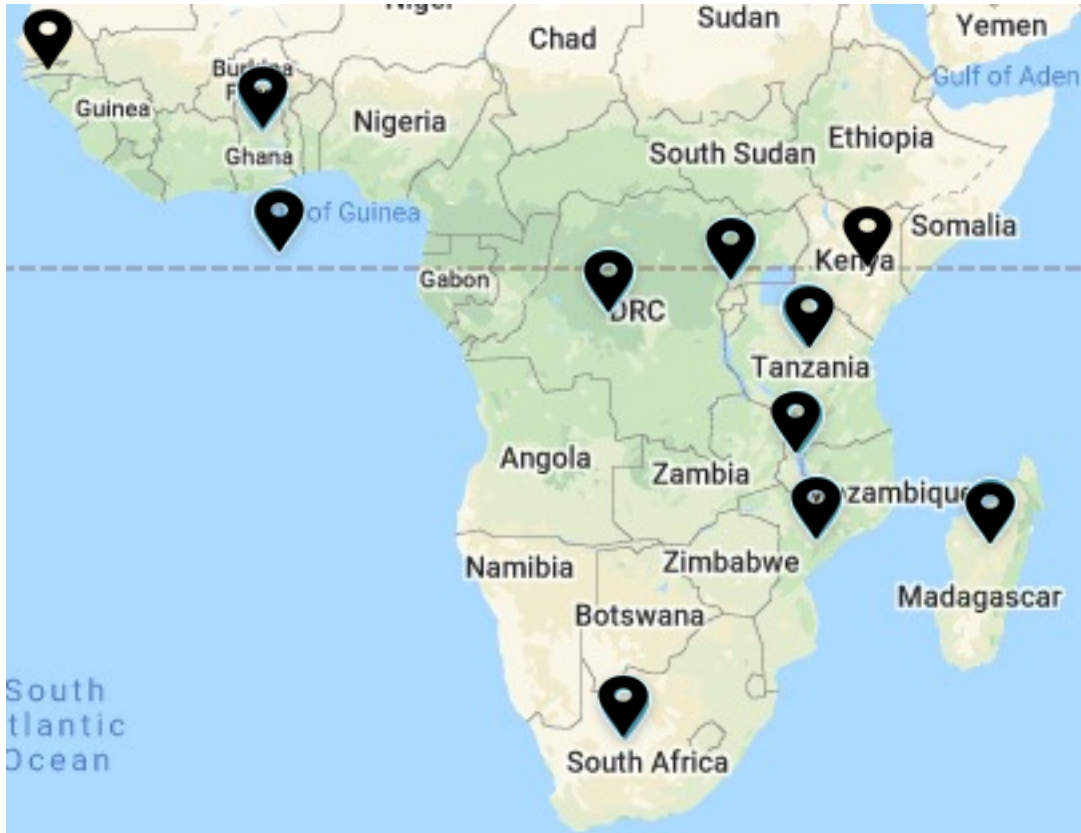 Sudan
Yemen
Chad
Gulf of Aden
Guinea
Nigeria
Ethiopia
Ghana
South Sudan
of Guinea
Somalia
Kenya
Gabon
DRC
Tanzania
Angola
Zambia
Zimbabwe
Namibia
Madagascar
Botswana
South
tlantic
Ocean
South Africa